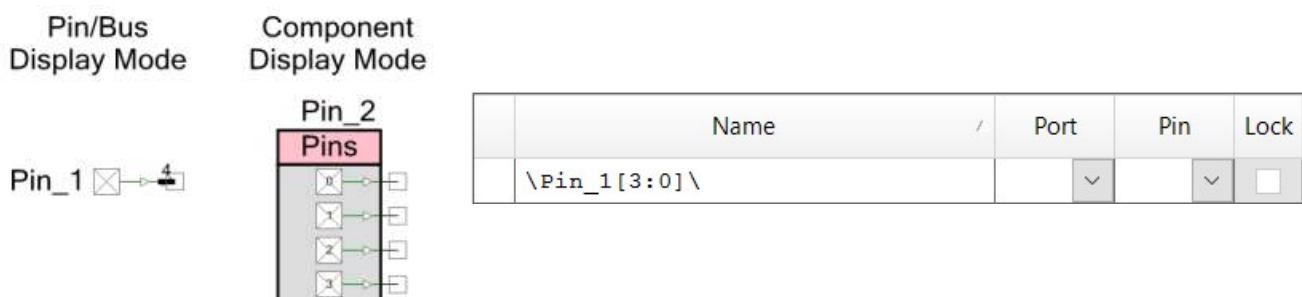 Pin/Bus
Display Mode
Component
Display Mode
Pin_1
4
Pin_2
Pins
0
1
2
3
Name / Port Pin Lock
\Pin_1[3:0]\